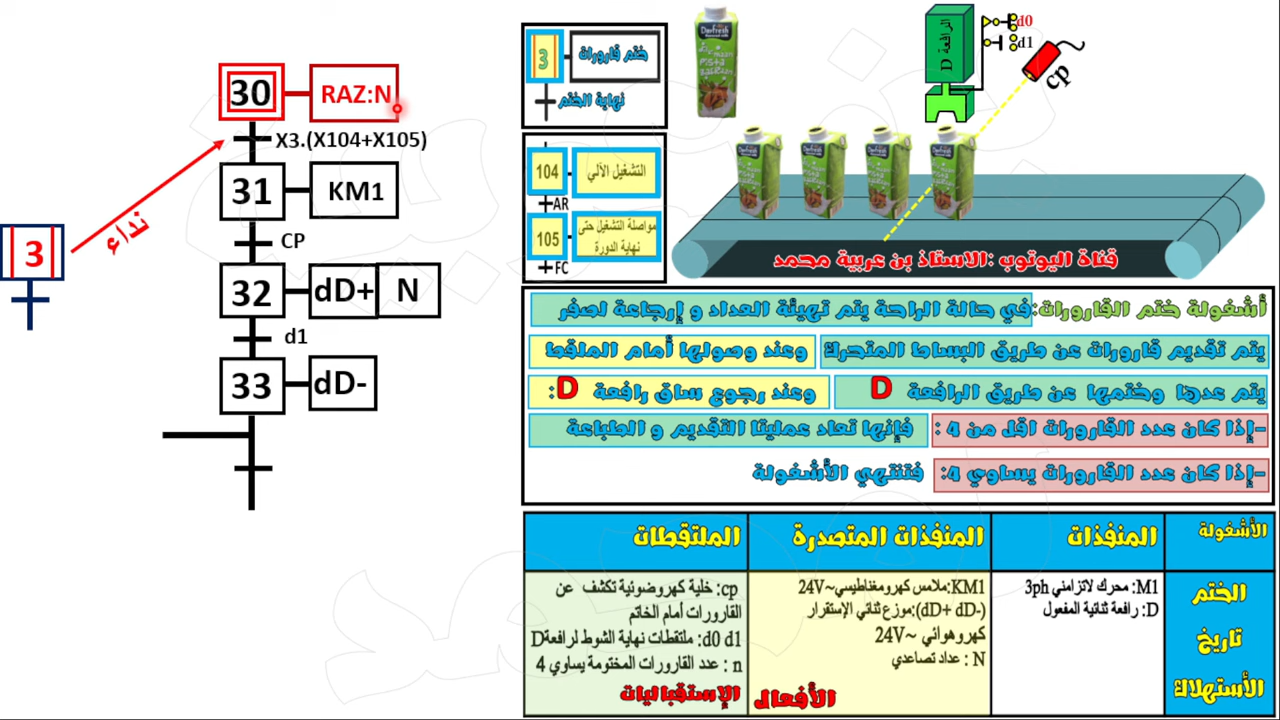 30
RAZ:N
X3.(X104+X105)
31
KM1
CP
32
dD+
N
d1
33
dD-
3
نداء
3
ختم قارورات
نهاية الختم
104
التشغيل الآلي
AR
105
مواصلة التشغيل حتى
نهاية الدورة
FC
الرافعة D
d0
d1
cp
قناة اليوتوب :الاستاذ بن عربية محمد
أشغولة ختم القارورات:في حالة الراحة يتم تهيئة العداد و إرجاعة لصفر
يتم تقديم قارورات عن طريق البساط المتحرك وعند وصولها أمام الملقط
يتم عدها وختمها عن طريق الرافعة D وعند رجوع ساق رافعة D:
-إذا كان عدد القارورات اقل من 4 : فإنها تعاد عمليتا التقديم و الطباعة
-إذا كان عدد القارورات يساوي 4: فتنتهي الأشغولة
الأشغولة
المنفذات
المنفذات المتصدرة
الملتقطات
الختم
تاريخ
الأستهلاك
M1: محرك لاتزامني 3ph
D: رافعة ثنائية المفعول
KM1:ملامس كهرومغناطيسي~24V
(dD+ dD-):موزع ثنائي الإستقرار
كهروهوائي ~24V
N : عداد تصاعدي
الأفعال
cp: خلية كهروضوئية تكشف عن
القارورات أمام الخاتم
d0 d1: ملتقطات نهاية الشوط لرافعةD
n : عدد القارورات المختومة يساوي 4
الإستقباليات